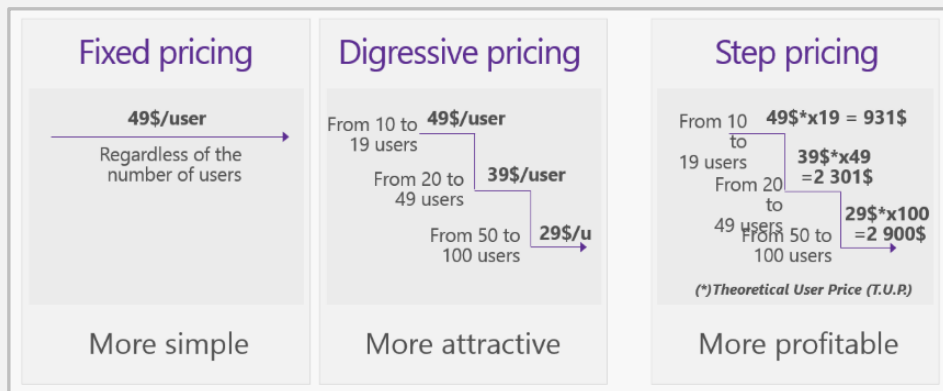 Fixed pricing
49$/user
Regardless of the
number of users
More simple
Digressive pricing
From 10 to
19 users
49$/user
From 20 to
49 users
39$/user
From 50 to
100 users
29$/u
More attractive
Step pricing
From 10
to
19 users
49$*x19 = 931$
From 20
to
49 users
39$*x49
=2 301$
From 50 to
100 users
29$*x100
=2 900$
(*)Theoretical User Price (T.U.P.)
More profitable